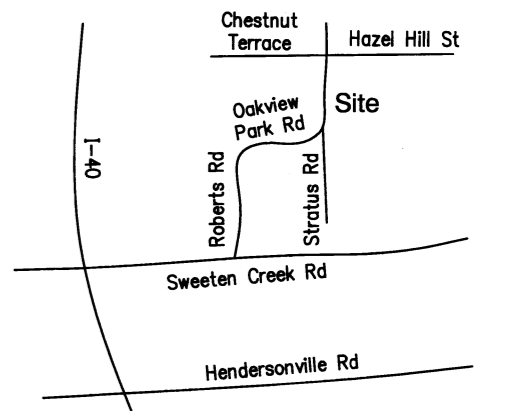 Chestnut
Terrace
Hazel Hill St
Oakview
Park Rd
Site
I-40
Roberts Rd
Stratus Rd
Sweeten Creek Rd
Hendersonville Rd